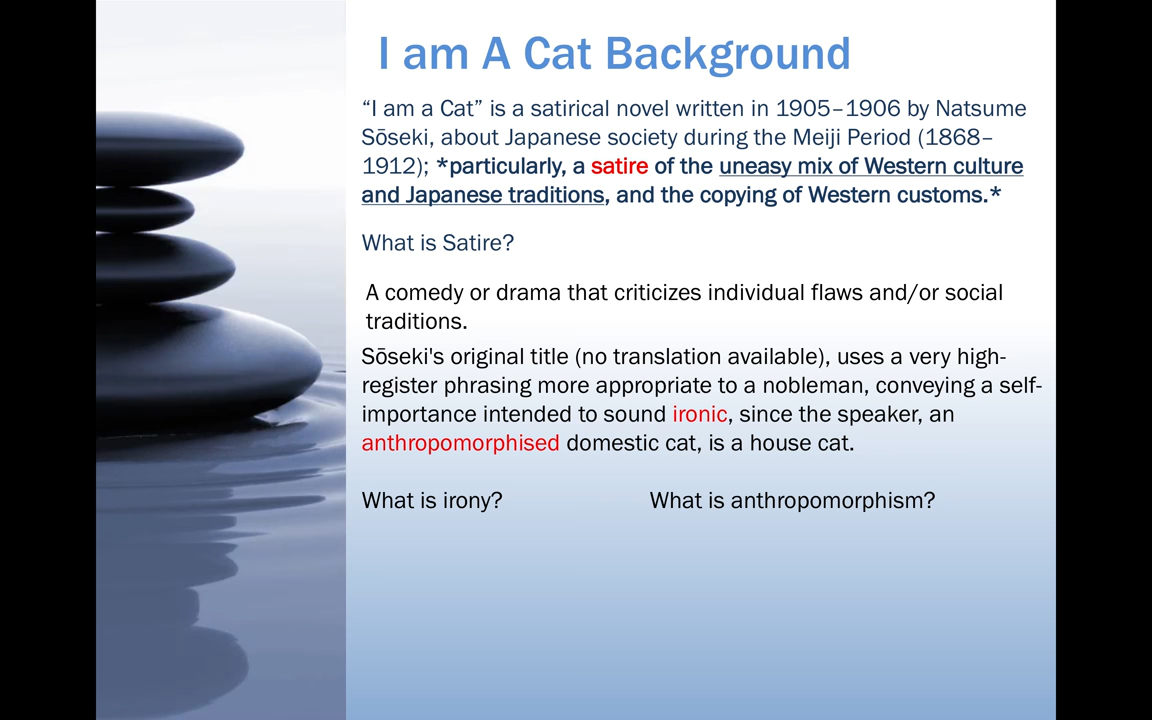 I am A Cat Background
“I am a Cat” is a satirical novel written in 1905–1906 by Natsume
Sōseki, about Japanese society during the Meiji Period (1868–
1912); *particularly, a satire of the uneasy mix of Western culture
and Japanese traditions, and the copying of Western customs.*
What is Satire?
A comedy or drama that criticizes individual flaws and/or social
traditions.
Sōseki's original title (no translation available), uses a very high-
register phrasing more appropriate to a nobleman, conveying a self-
importance intended to sound ironic, since the speaker, an
anthropomorphised domestic cat, is a house cat.
What is irony? What is anthropomorphism?